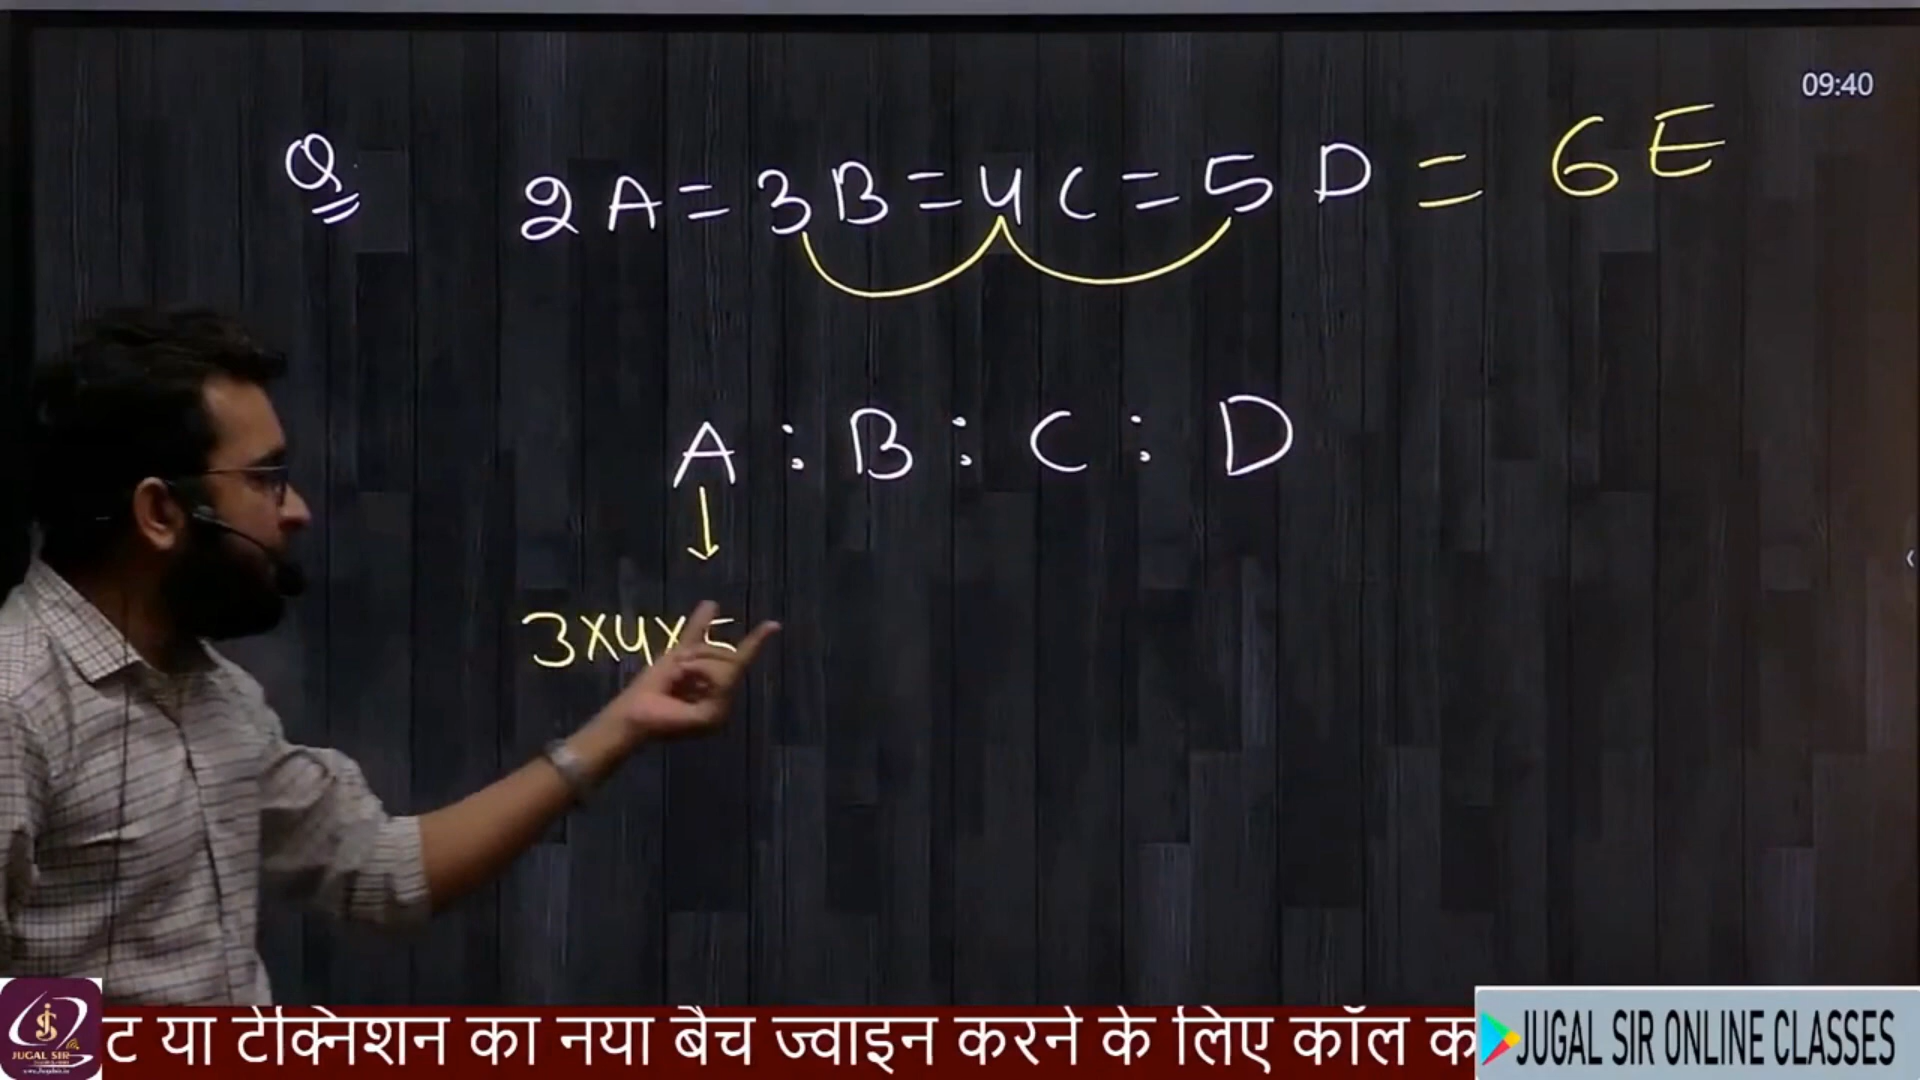 09:40
Q. 2A = 3B = 4C = 5D = 6E
A : B : C : D
↓
3×4×5
ट या टेक्निशन का नया बैच ज्वाइन करने के लिए कॉल क
JUGAL SIR ONLINE CLASSES
JUGAL SIR